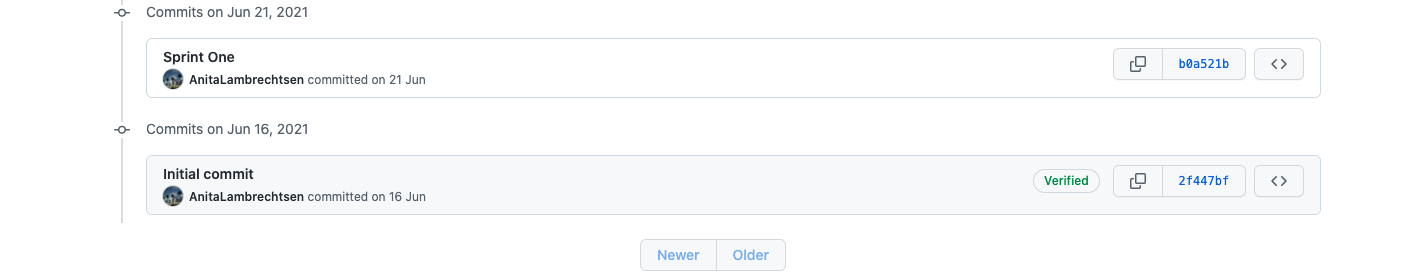 Commits on Jun 21, 2021
Sprint One
AnitaLambrechtsen committed on 21 Jun
b0a521b
Commits on Jun 16, 2021
Initial commit
AnitaLambrechtsen committed on 16 Jun
Verified
2f447bf
Newer Older